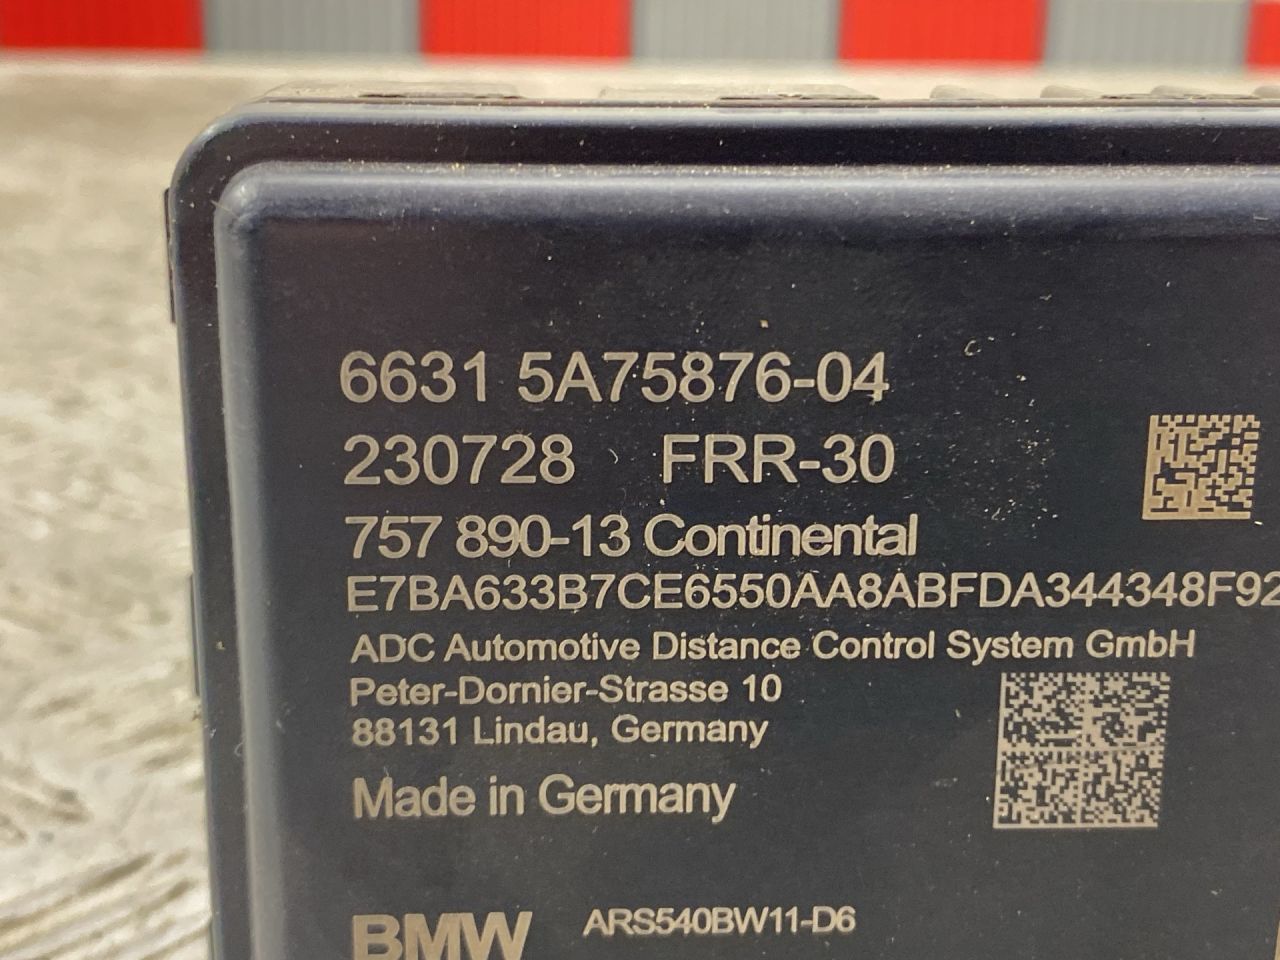 6631 5A75876-04
230728 FRR-30
757 890-13 Continental
E7BA633B7CE6550AA8ABFDA344348F92
ADC Automotive Distance Control System GmbH
Peter-Dornier-Strasse 10
88131 Lindau, Germany
Made in Germany
BMW ARS540BW11-D6